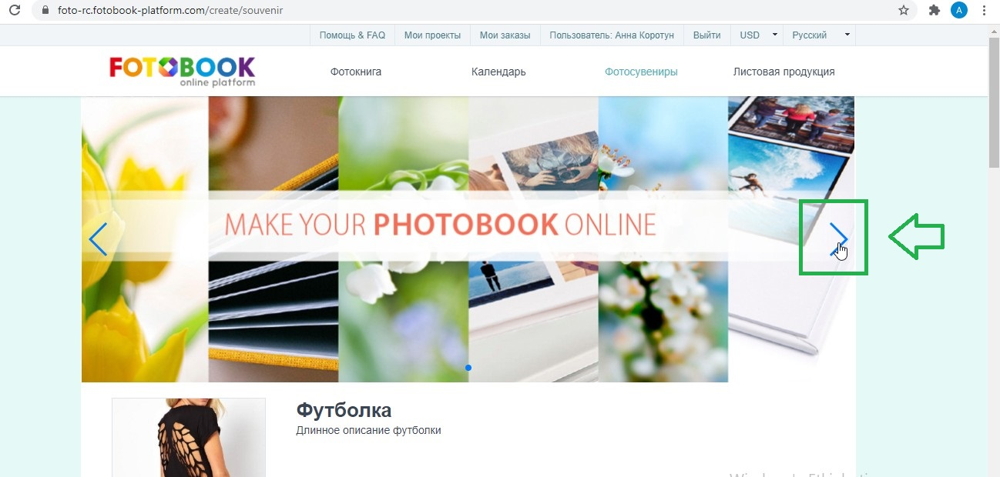 foto-rc.fotobook-platform.com/create/souvenir
A
Помощь & FAQ Мои проекты Мои заказы Пользователь: Анна Коротун Выйти USD Русский
FOTOBOOK
online platform
Фотокнига Календарь Фотосувениры Листовая продукция
MAKE YOUR PHOTOBOOK ONLINE
Футболка
Длинное описание футболки